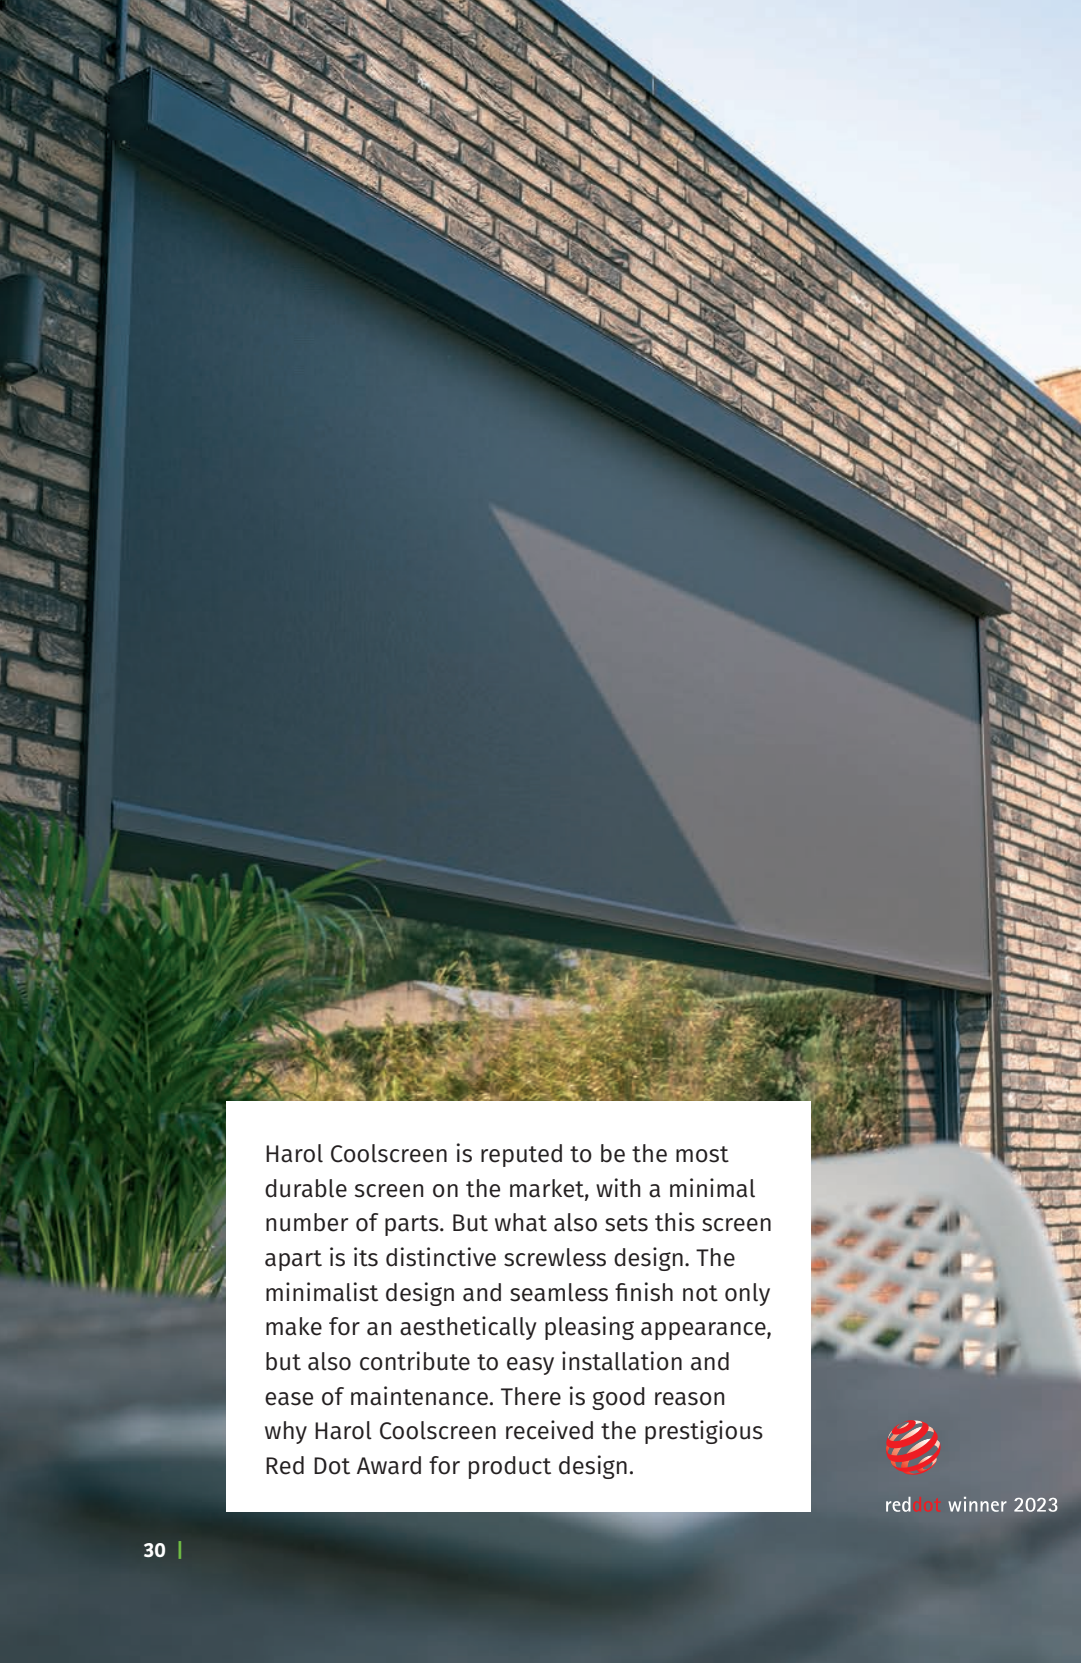 Harol Coolscreen is reputed to be the most
durable screen on the market, with a minimal
number of parts. But what also sets this screen
apart is its distinctive screwless design. The
minimalist design and seamless finish not only
make for an aesthetically pleasing appearance,
but also contribute to easy installation and
ease of maintenance. There is good reason
why Harol Coolscreen received the prestigious
Red Dot Award for product design.
reddot winner 2023
30 |